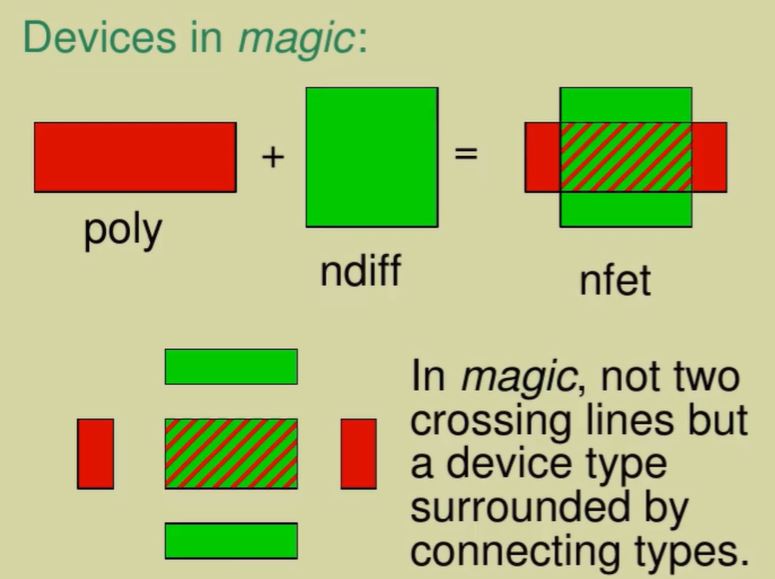 Devices in magic:
+
=
poly
ndiff
nfet
In magic, not two
crossing lines but
a device type
surrounded by
connecting types.